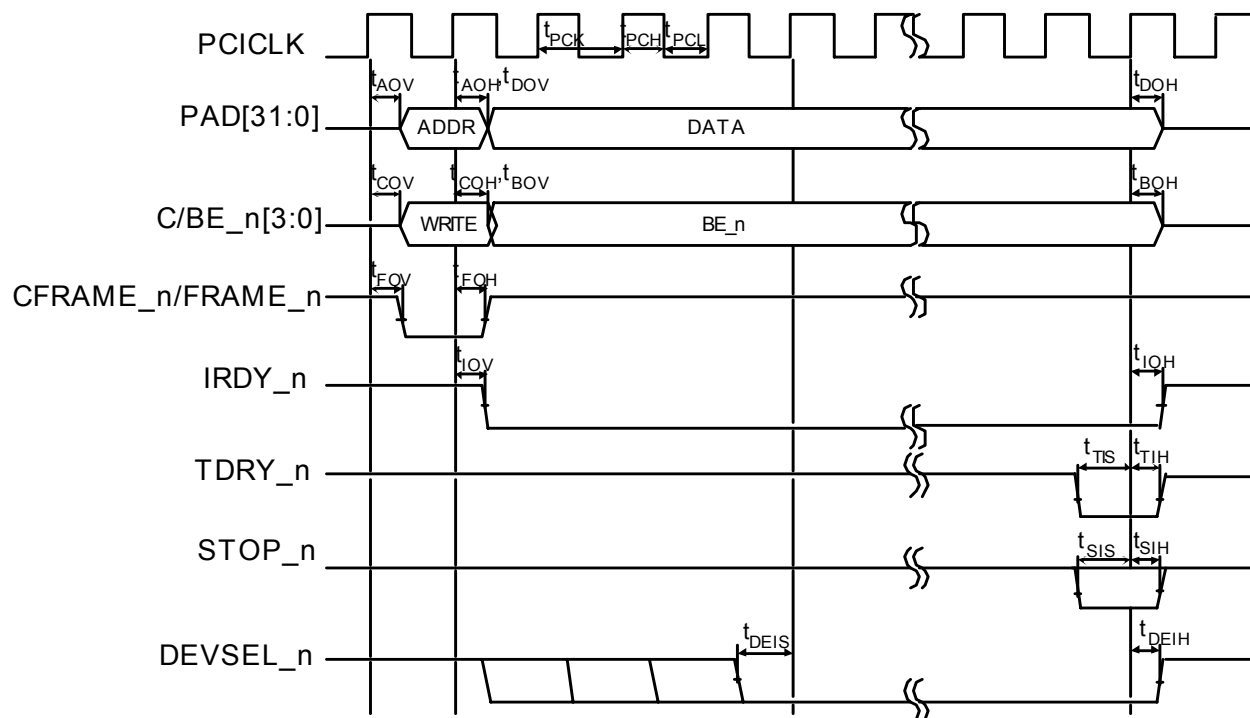 PCICLK
tPCK tPCH tPCL
tAOV tAOH,tDOV tDOH
PAD[31:0] ADDR DATA
tCOV tCOH,tBOV tBOH
C/BE_n[3:0] WRITE BE_n
tFOV tFOH
CFRAME_n/FRAME_n
tIOV tIOH
IRDY_n
tTIS tTIH
TDRY_n
tSIS tSIH
STOP_n
tDEIS tDEIH
DEVSEL_n